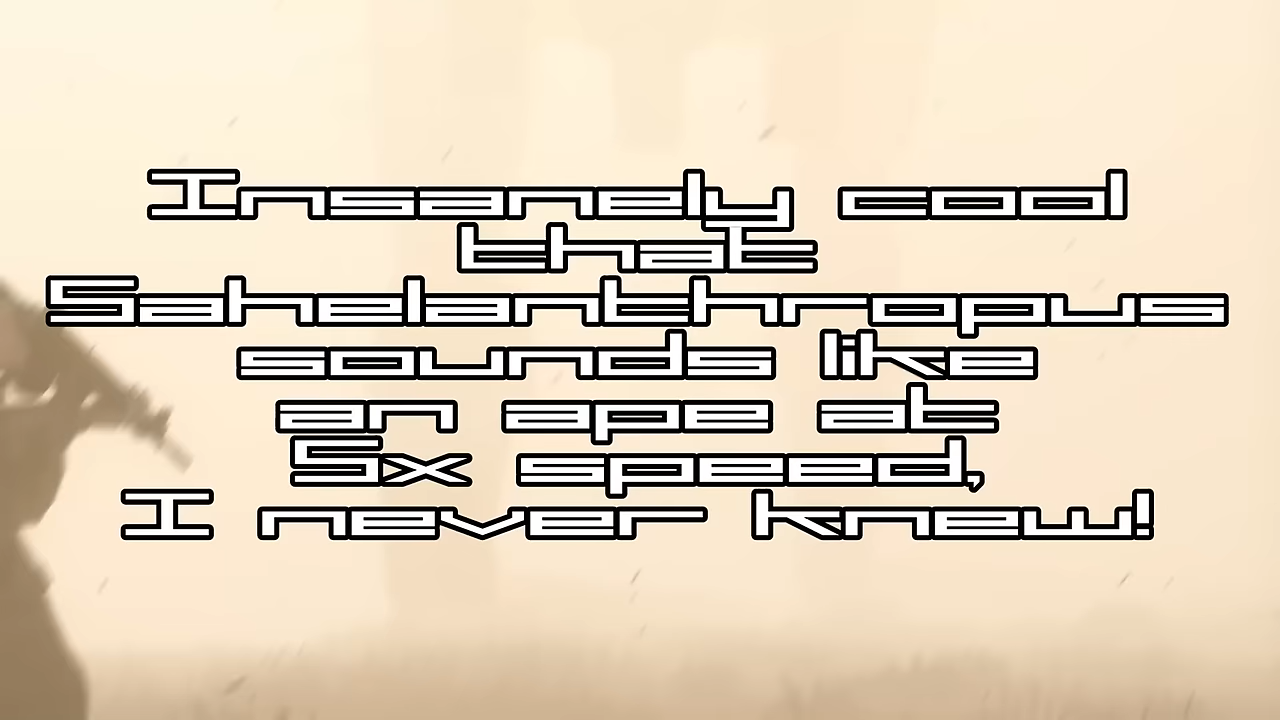 Insanely cool
that
Sahelanthropus
sounds like
an ape at
5x speed,
I never knew!